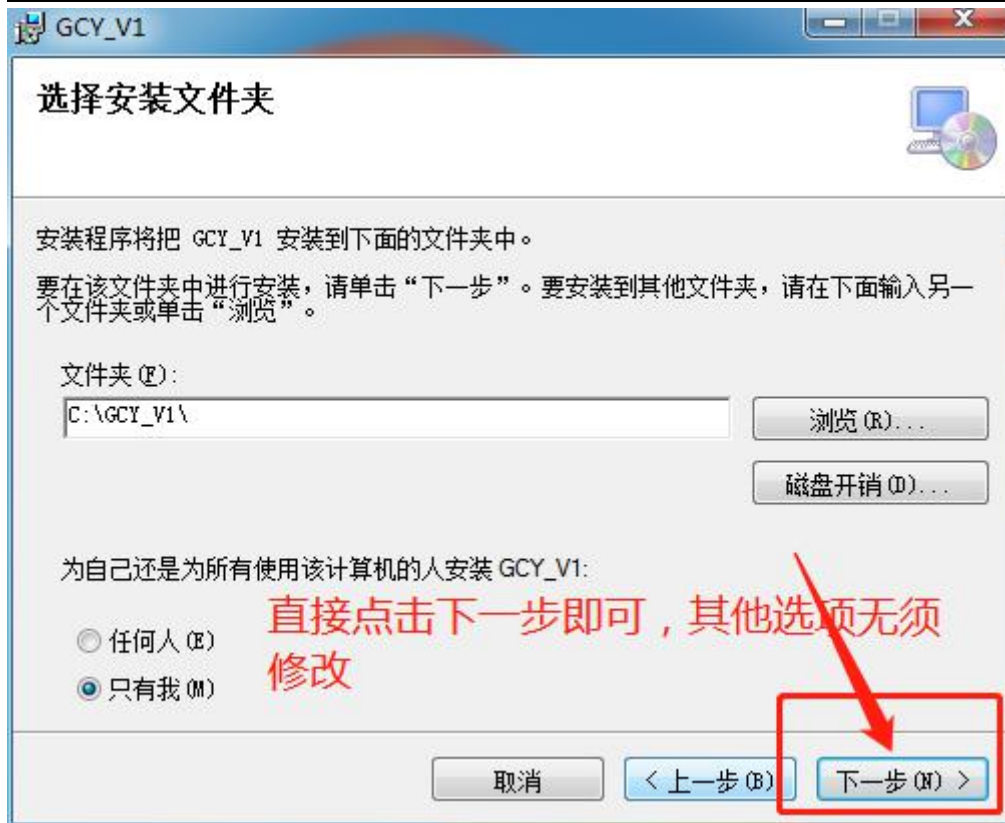 GCY_V1
选择安装文件夹
安装程序将把 GCY_V1 安装到下面的文件夹中。
要在该文件夹中进行安装，请单击“下一步”。要安装到其他文件夹，请在下面输入另一
个文件夹或单击“浏览”。
文件夹(F):
C:\GCY_V1\
浏览(R)...
磁盘开销(D)...
为自己还是为所有使用该计算机的人安装 GCY_V1:
直接点击下一步即可，其他选项无须
修改
任何人(E)
只有我(M)
取消
< 上一步(B)
下一步(N) >